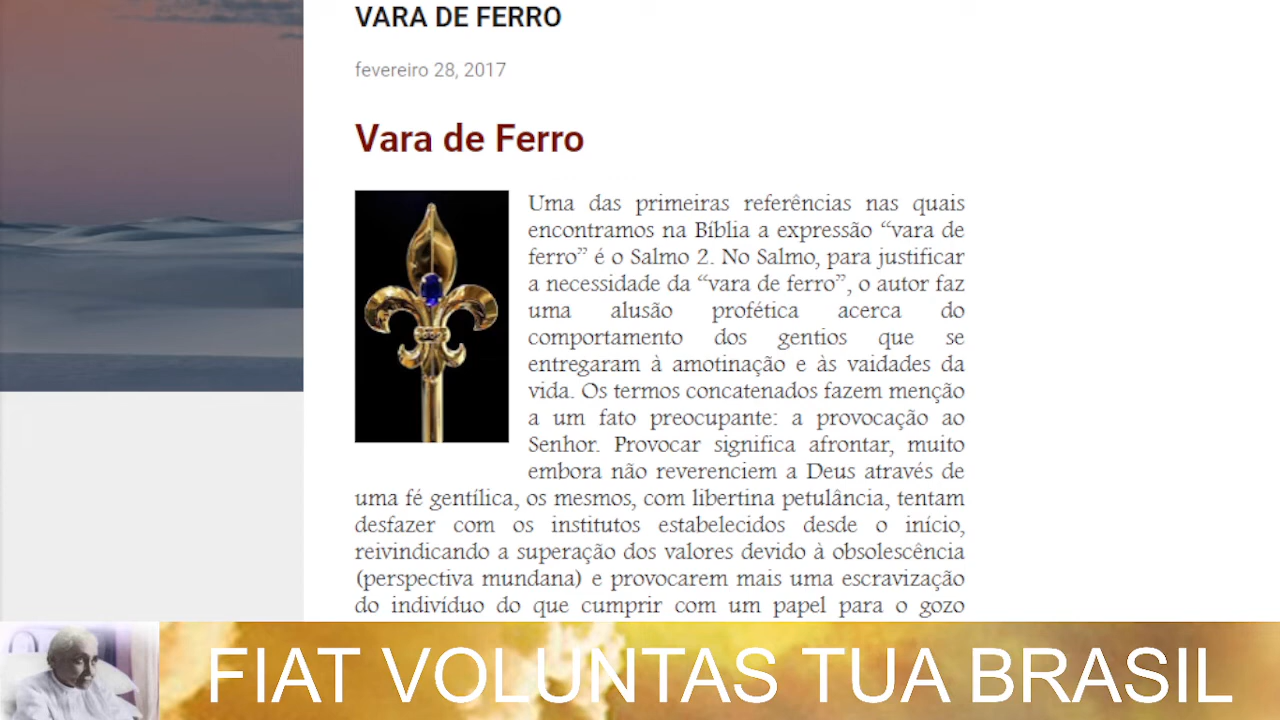 VARA DE FERRO
fevereiro 28, 2017
Vara de Ferro
Uma das primeiras referências nas quais
encontramos na Bíblia a expressão “vara de
ferro” é o Salmo 2. No Salmo, para justificar
a necessidade da “vara de ferro”, o autor faz
uma alusão profética acerca do
comportamento dos gentios que se
entregaram à amotinação e às vaidades da
vida. Os termos concatenados fazem menção
a um fato preocupante: a provocação ao
Senhor. Provocar significa afrontar, muito
embora não reverenciem a Deus através de
uma fé gentílica, os mesmos, com libertina petulância, tentam
desfazer com os institutos estabelecidos desde o início,
reivindicando a superação dos valores devido à obsolescência
(perspectiva mundana) e provocarem mais uma escravização
do indivíduo do que cumprir com um papel para o gozo
FIAT VOLUNTAS TUA BRASIL